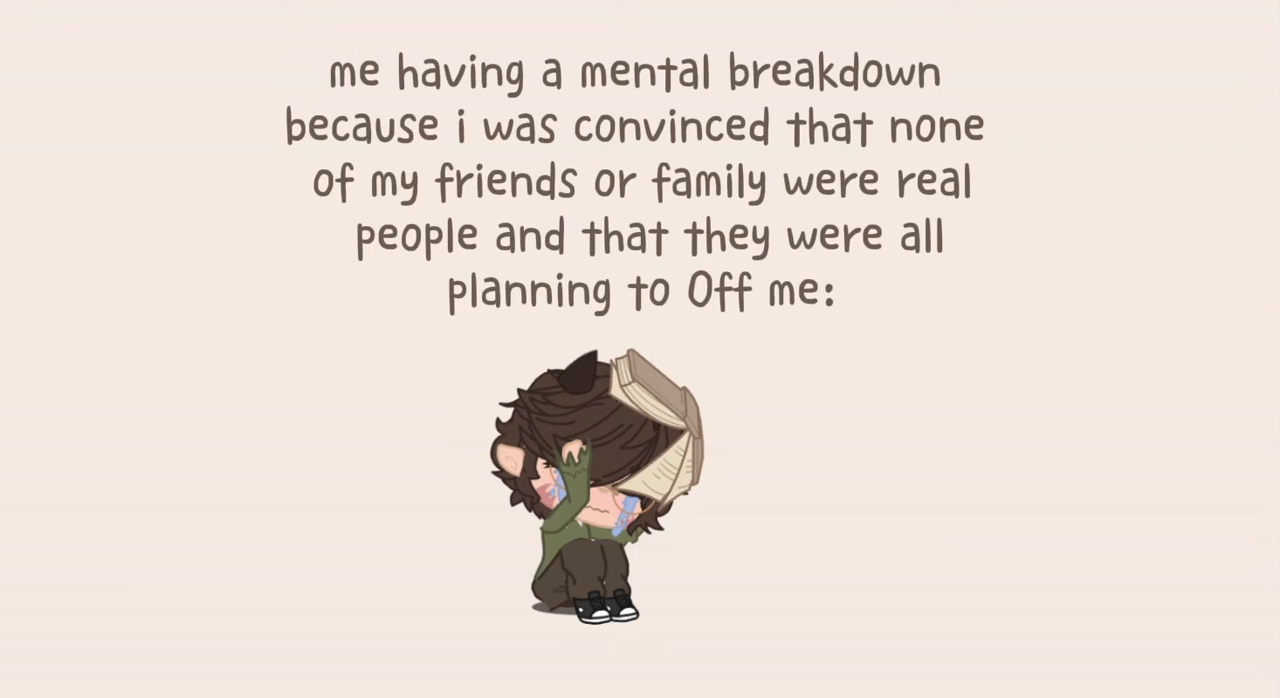 me having a mental breakdown
because i was convinced that none
of my friends or family were real
people and that they were all
planning to Off me: